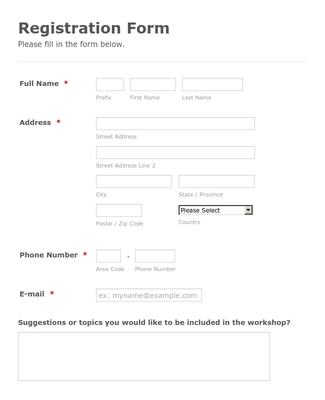 Registration Form
Please fill in the form below.
Full Name *
Prefix First Name Last Name
Address *
Street Address
Street Address Line 2
City State / Province
Please Select
Postal / Zip Code Country
Phone Number * -
Area Code Phone Number
E-mail * ex: myname@example.com
Suggestions or topics you would like to be included in the workshop?